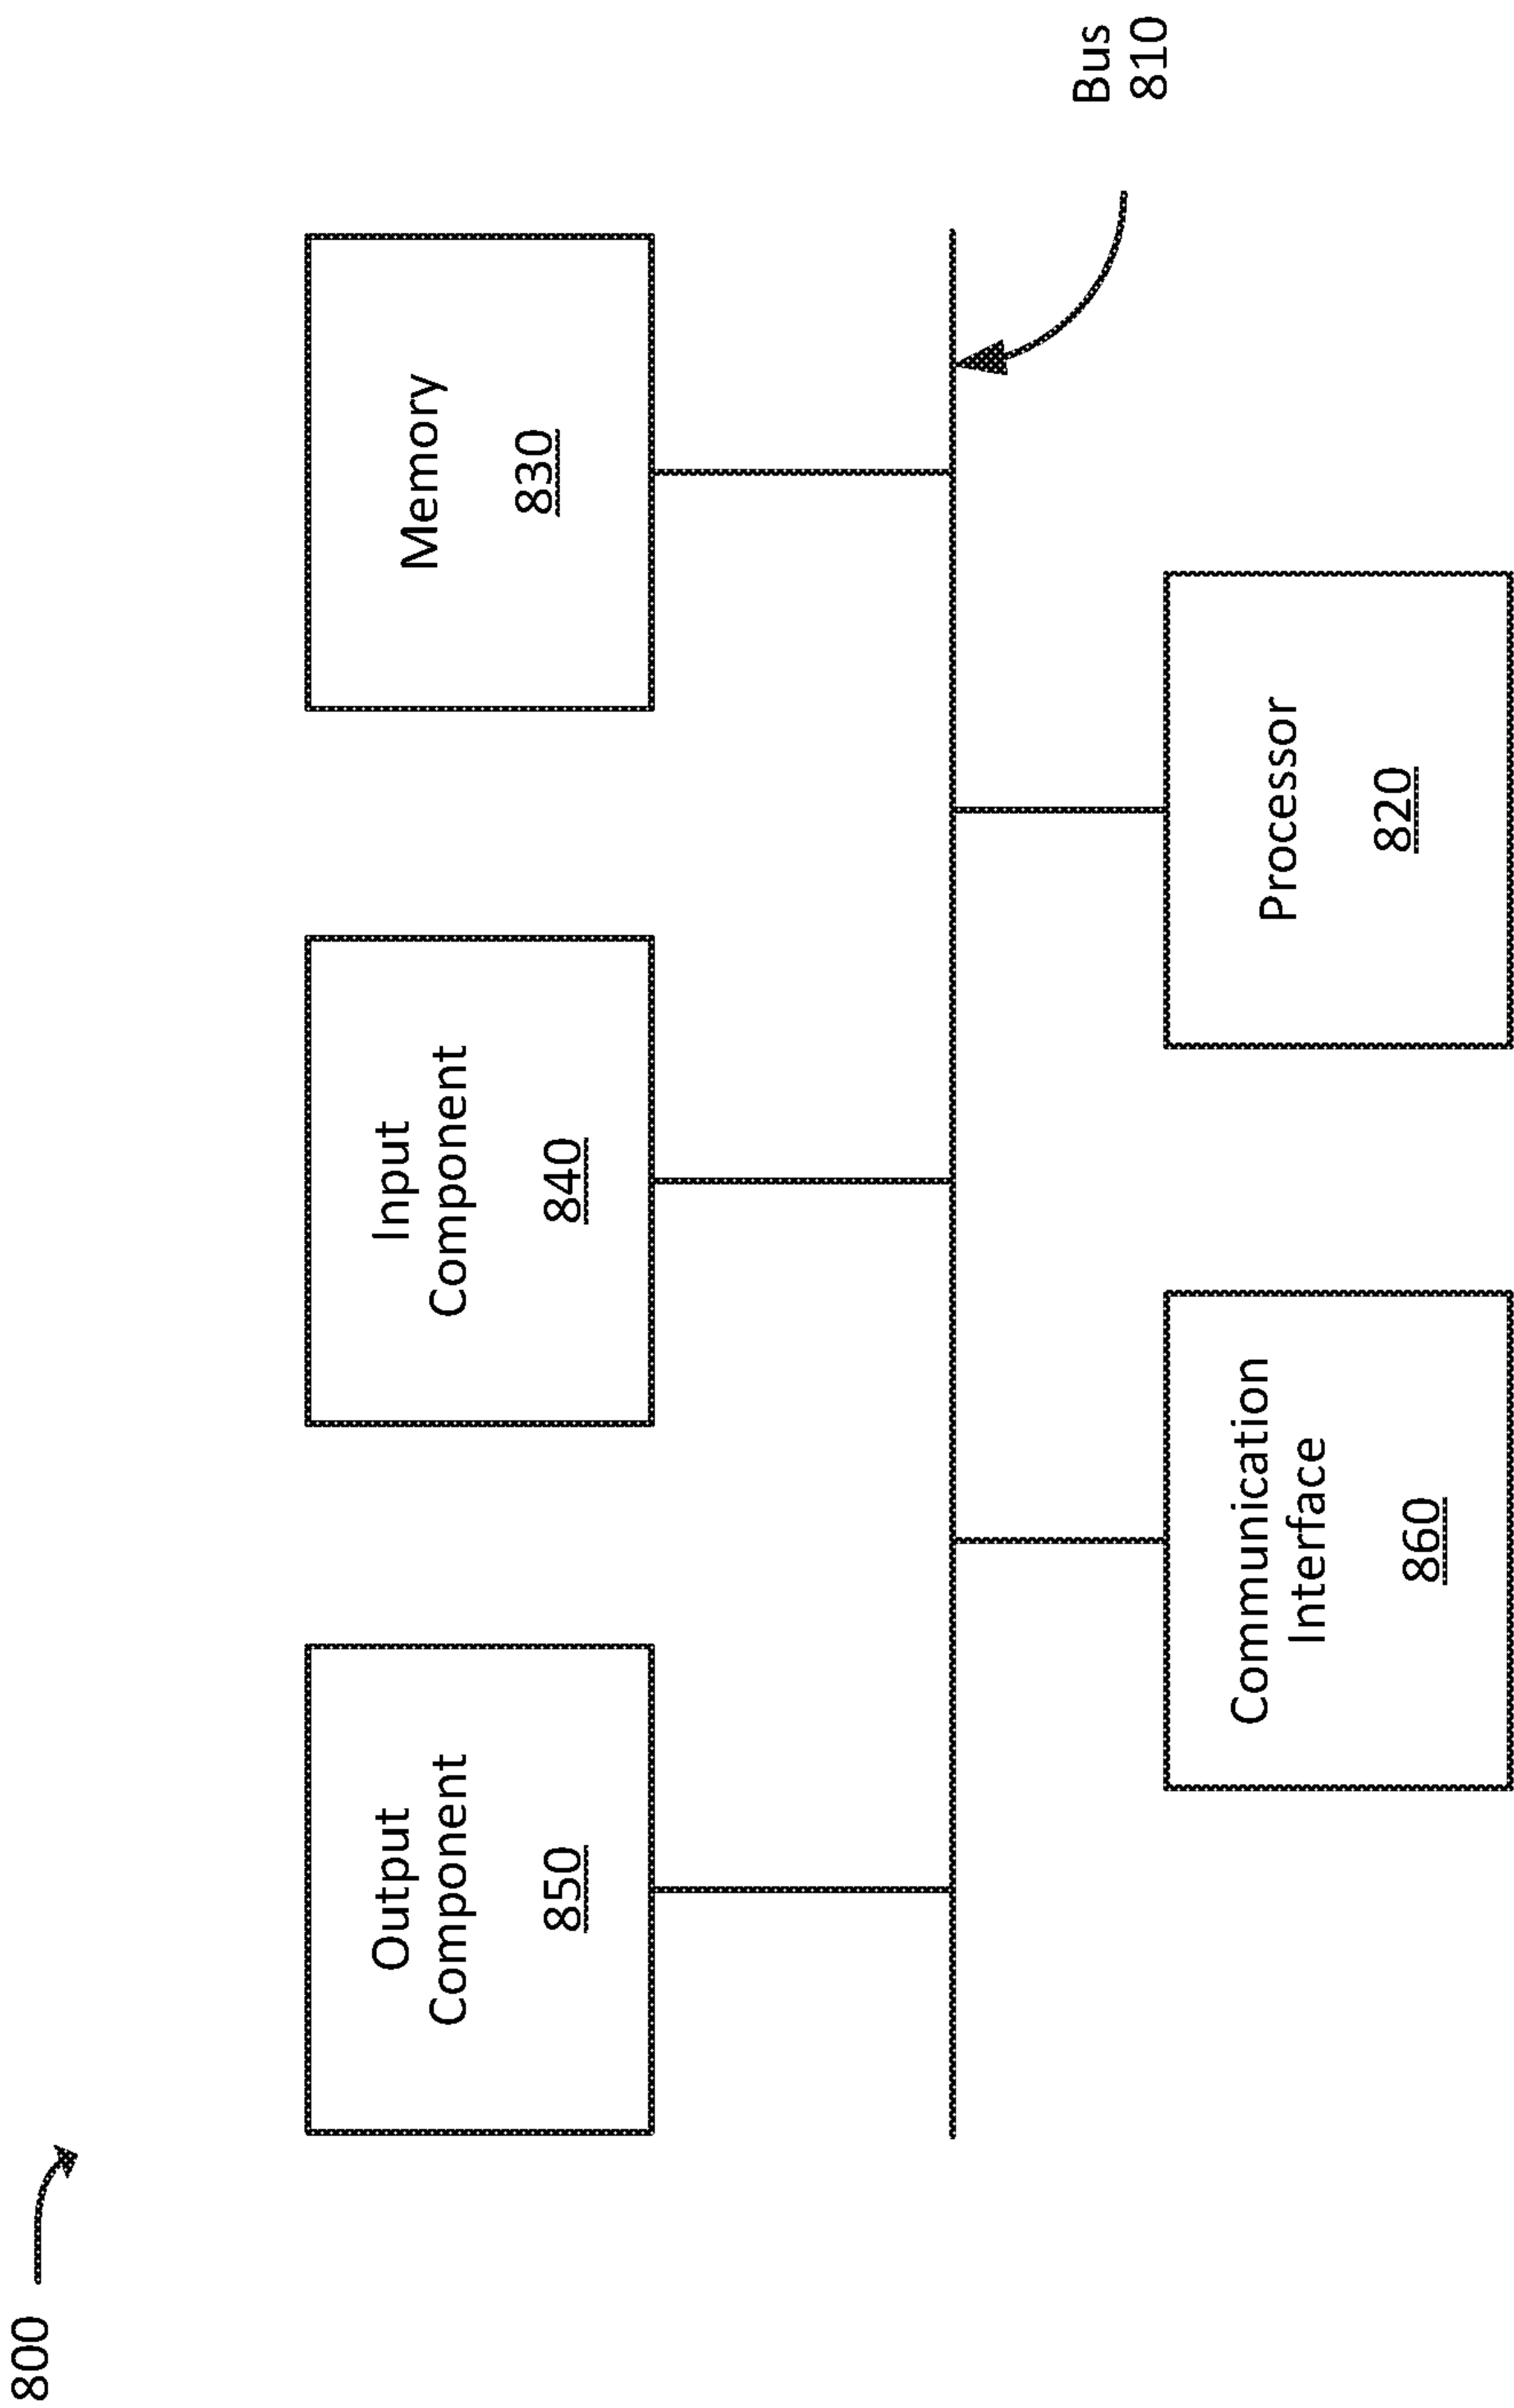 800
Output
Component
850
Input
Component
840
Memory
830
Communication
Interface
860
Processor
820
Bus
810